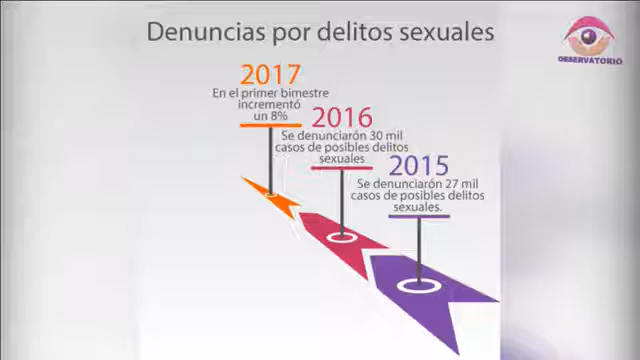 Denuncias por delitos sexuales
OBSERVATORIO
2017
En el primer bimestre
incrementó
un 8%
2016
Se denunciarón 30 mil
casos de posibles delitos
sexuales
2015
Se denunciarón 27 mil
casos de posibles delitos
sexuales.